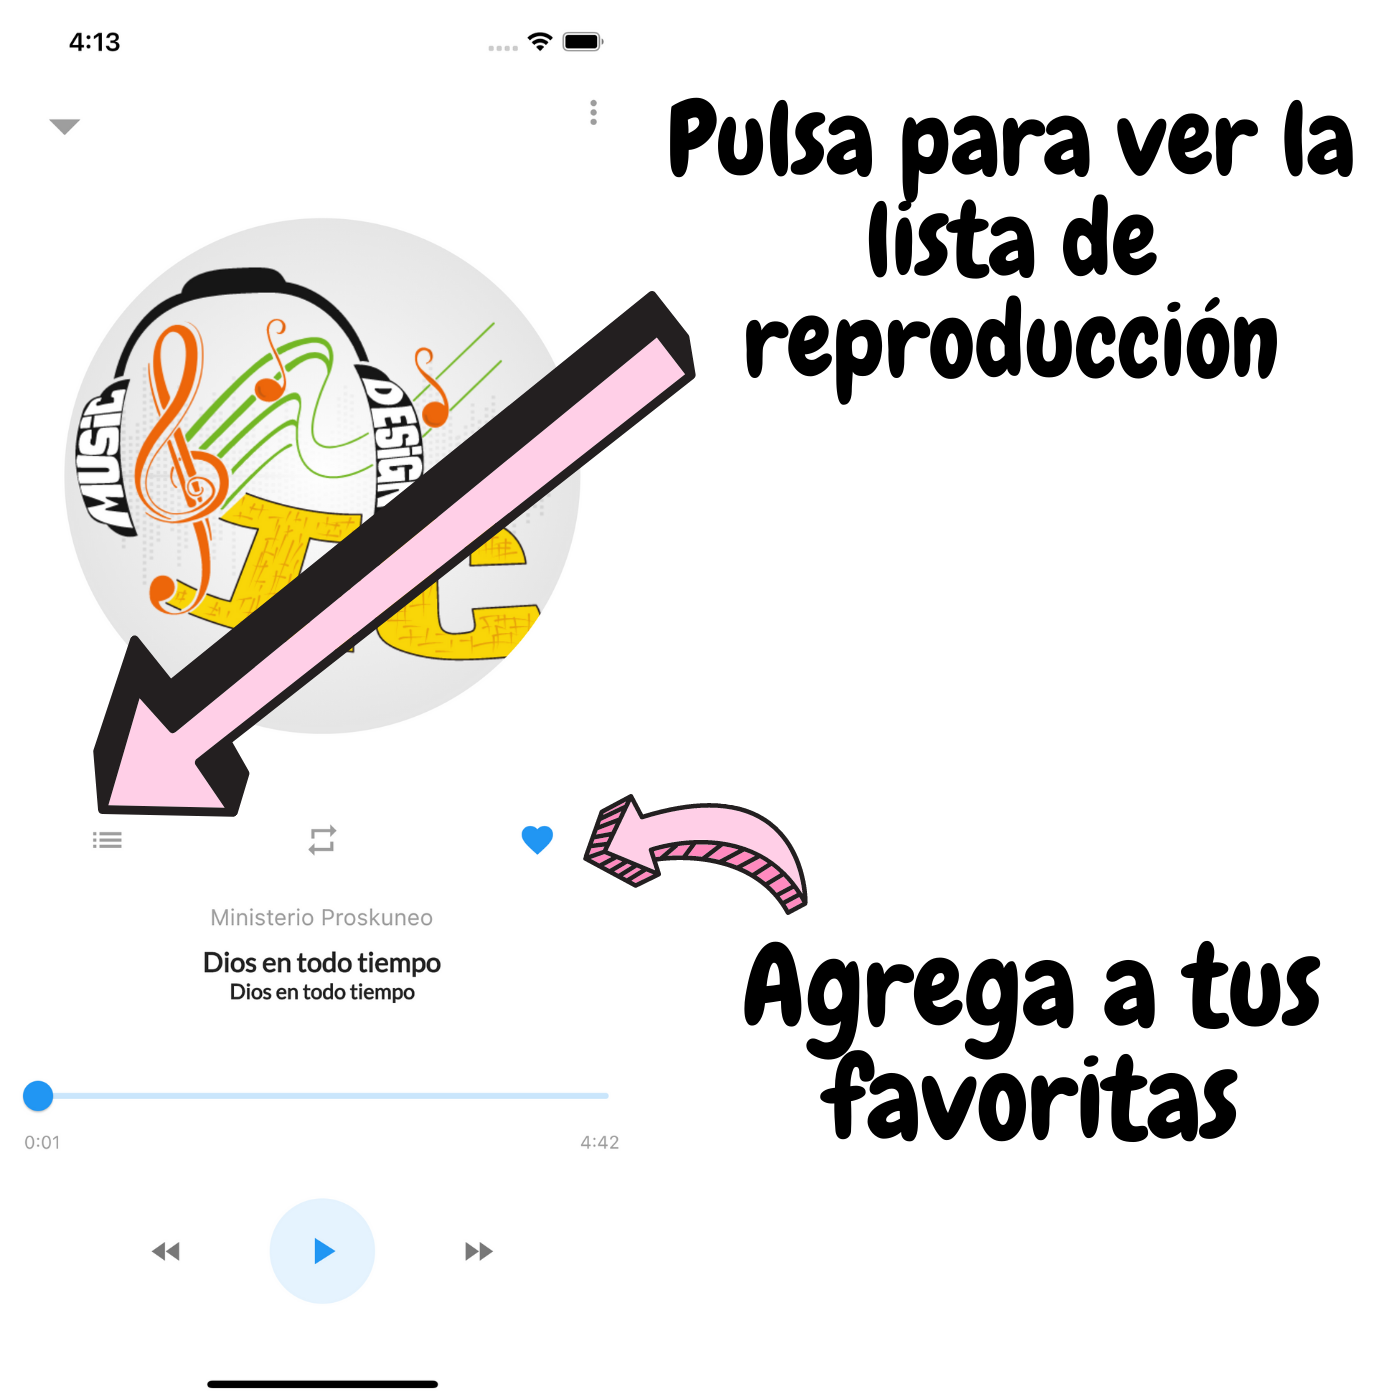 4:13
Pulsa para ver la
lista de
reproducción
MUSIC
DESIGN
IC
Ministerio Proskuneo
Dios en todo tiempo
Dios en todo tiempo
0:01
4:42
Agrega a tus
favoritas